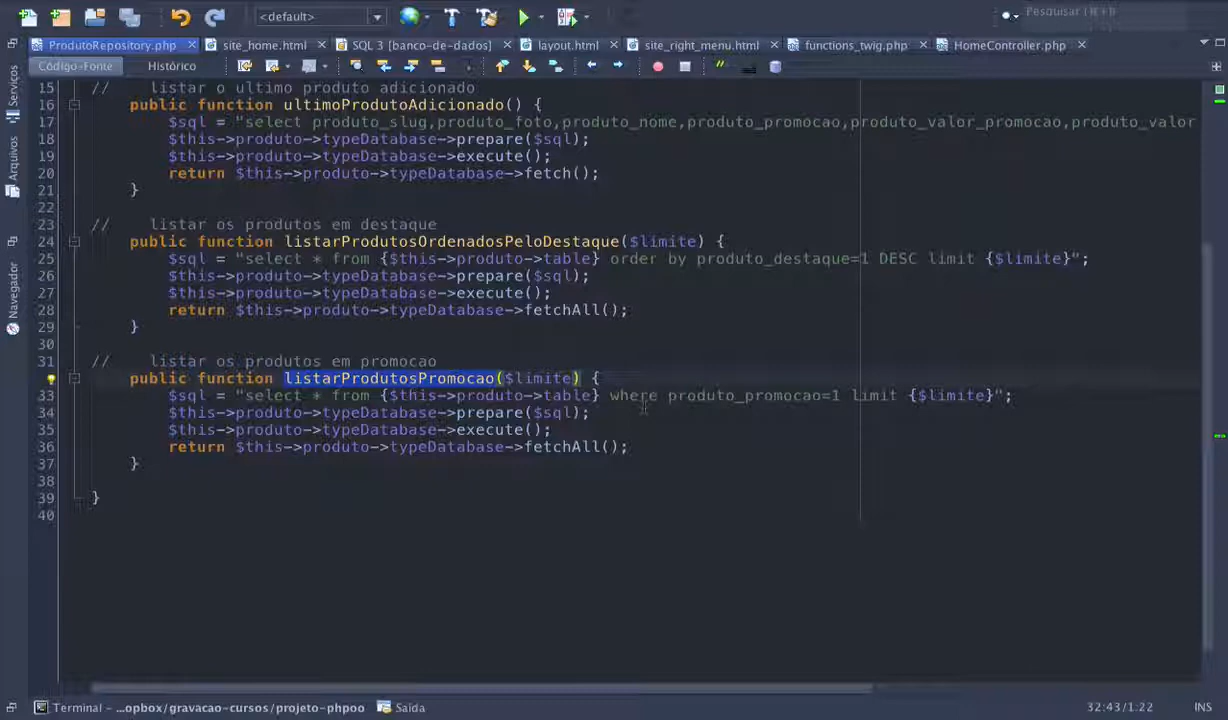 <default>
Pesquisar (⌘+I)
ProdutoRepository.php
site_home.html
SQL 3 [banco-de-dados]
layout.html
site_right_menu.html
functions_twig.php
HomeController.php
Código-Fonte
Histórico
Serviços
Arquivos
Navegador
15 // listar o ultimo produto adicionado
16 public function ultimoProdutoAdicionado() {
17 $sql = "select produto_slug,produto_foto,produto_nome,produto_promocao,produto_valor_promocao,produto_valor
18 $this->produto->typeDatabase->prepare($sql);
19 $this->produto->typeDatabase->execute();
20 return $this->produto->typeDatabase->fetch();
21 }
22
23 // listar os produtos em destaque
24 public function listarProdutosOrdenadosPeloDestaque($limite) {
25 $sql = "select * from {$this->produto->table} order by produto_destaque=1 DESC limit {$limite}";
26 $this->produto->typeDatabase->prepare($sql);
27 $this->produto->typeDatabase->execute();
28 return $this->produto->typeDatabase->fetchAll();
29 }
30
31 // listar os produtos em promocao
public function listarProdutosPromocao($limite) {
33 $sql = "select * from {$this->produto->table} where produto_promocao=1 limit {$limite}";
34 $this->produto->typeDatabase->prepare($sql);
35 $this->produto->typeDatabase->execute();
36 return $this->produto->typeDatabase->fetchAll();
37 }
38
39 }
40
Terminal - ...opbox/gravacao-cursos/projeto-phpoo
Saída
32:43/1:22
INS